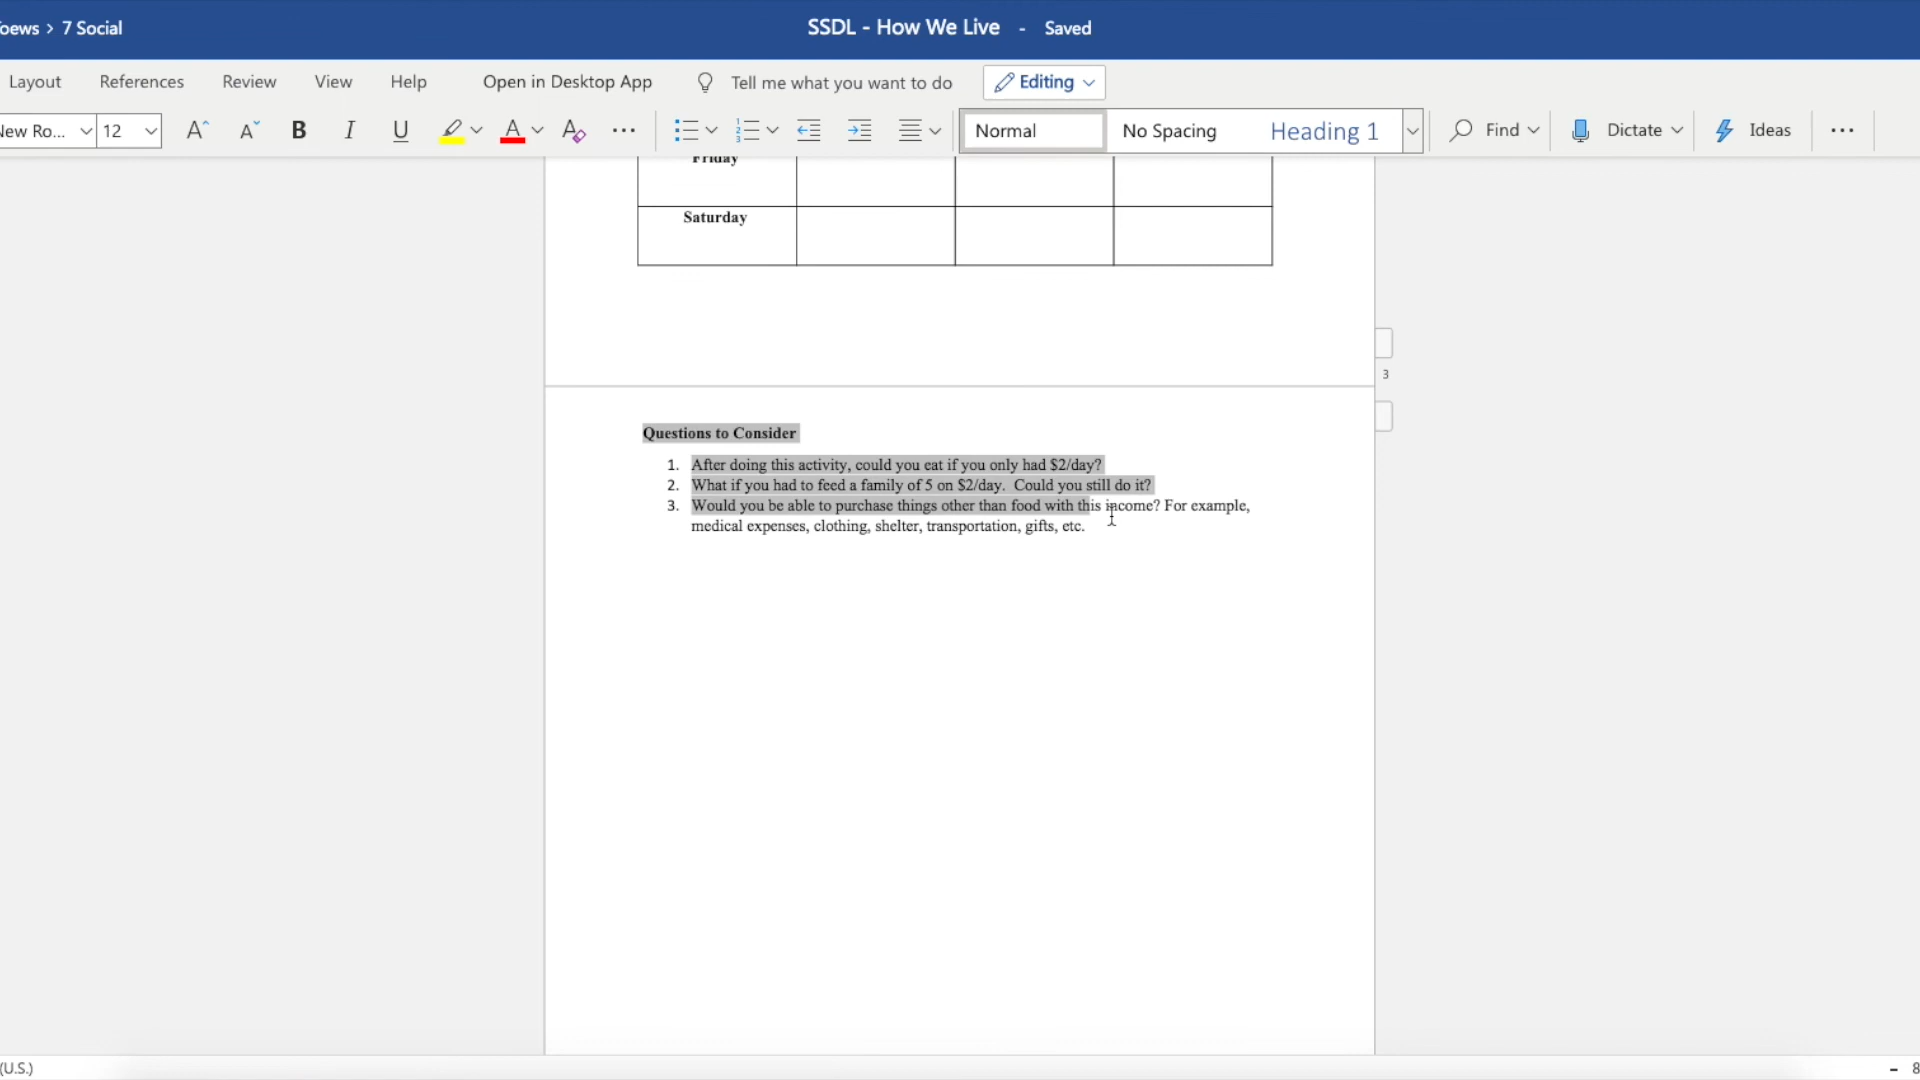 oews > 7 Social
SSDL - How We Live - Saved
Layout References Review View Help Open in Desktop App Tell me what you want to do Editing
New Ro... 12 A A B I U A A ... Normal No Spacing Heading 1 Find Dictate Ideas ...
Friday
Saturday
3
Questions to Consider
1. After doing this activity, could you eat if you only had $2/day?
2. What if you had to feed a family of 5 on $2/day. Could you still do it?
3. Would you be able to purchase things other than food with this income? For example,
medical expenses, clothing, shelter, transportation, gifts, etc.
(U.S.) - 8